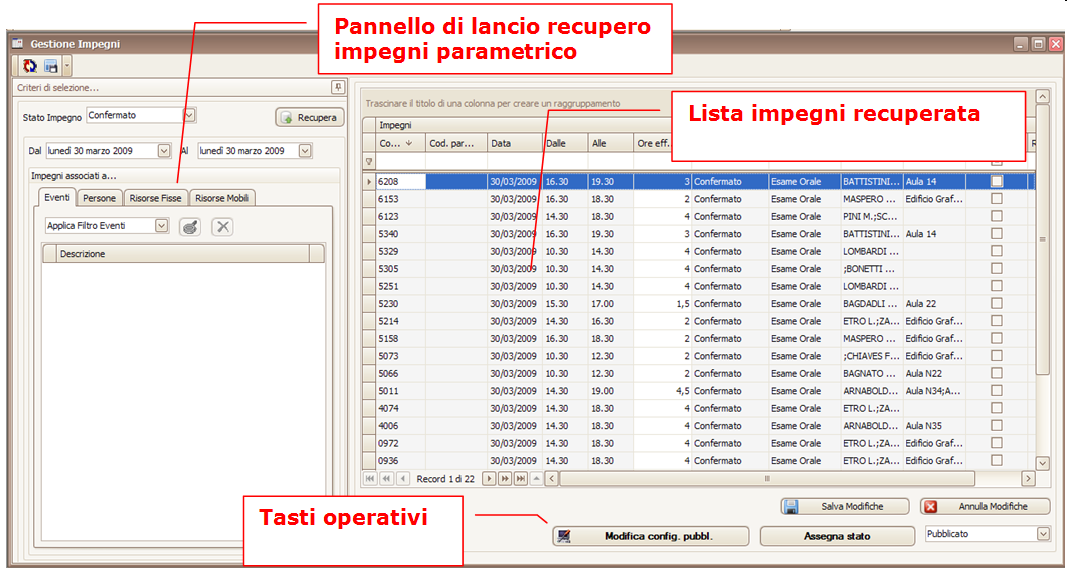 Pannello di lancio recupero
impegni parametrico
Gestione Impegni
Criteri di selezione...
Stato Impegno Confermato Recupera
Dal lunedì 30 marzo 2009 Al lunedì 30 marzo 2009
Impegni associati a...
Eventi Persone Risorse Fisse Risorse Mobili
Applica Filtro Eventi
Descrizione
Trascinare il titolo di una colonna per creare un raggruppamento
Lista impegni recuperata
Impegni
Co... Cod. par... Data Dalle Alle Ore eff.
6208 30/03/2009 16.30 19.30 3 Confermato Esame Orale BATTISTINI... Aula 14
6153 30/03/2009 16.30 18.30 2 Confermato Esame Orale MASPERO ... Edificio Graf...
6123 30/03/2009 14.30 18.30 4 Confermato Esame Orale PINI M.;SC...
5340 30/03/2009 16.30 19.30 3 Confermato Esame Orale BATTISTINI... Aula 14
5329 30/03/2009 10.30 14.30 4 Confermato Esame Orale LOMBARDI ...
5305 30/03/2009 10.30 14.30 4 Confermato Esame Orale ;BONETTI ...
5251 30/03/2009 10.30 14.30 4 Confermato Esame Orale LOMBARDI ...
5230 30/03/2009 15.30 17.00 1,5 Confermato Esame Orale BAGDADLI ... Aula 22
5214 30/03/2009 14.30 16.30 2 Confermato Esame Orale ETRO L.;ZA... Edificio Graf...
5158 30/03/2009 16.30 18.30 2 Confermato Esame Orale MASPERO ... Edificio Graf...
5073 30/03/2009 10.30 12.30 2 Confermato Esame Orale ;CHIAVES F... Edificio Graf...
5066 30/03/2009 10.30 12.30 2 Confermato Esame Orale BAGNATO ... Aula N22
5011 30/03/2009 14.30 19.00 4,5 Confermato Esame Orale ARNABOLD... Aula N34;A...
4074 30/03/2009 14.30 18.30 4 Confermato Esame Orale ETRO L.;ZA...
4006 30/03/2009 14.30 18.30 4 Confermato Esame Orale ARNABOLD... Aula N35
0972 30/03/2009 14.30 18.30 4 Confermato Esame Orale ETRO L.;ZA... Edificio Graf...
0936 30/03/2009 14.30 18.30 4 Confermato Esame Orale ETRO L.;ZA... Edificio Graf...
Record 1 di 22
Tasti operativi
Salva Modifiche Annulla Modifiche
Modifica config. pubbl. Assegna stato Pubblicato